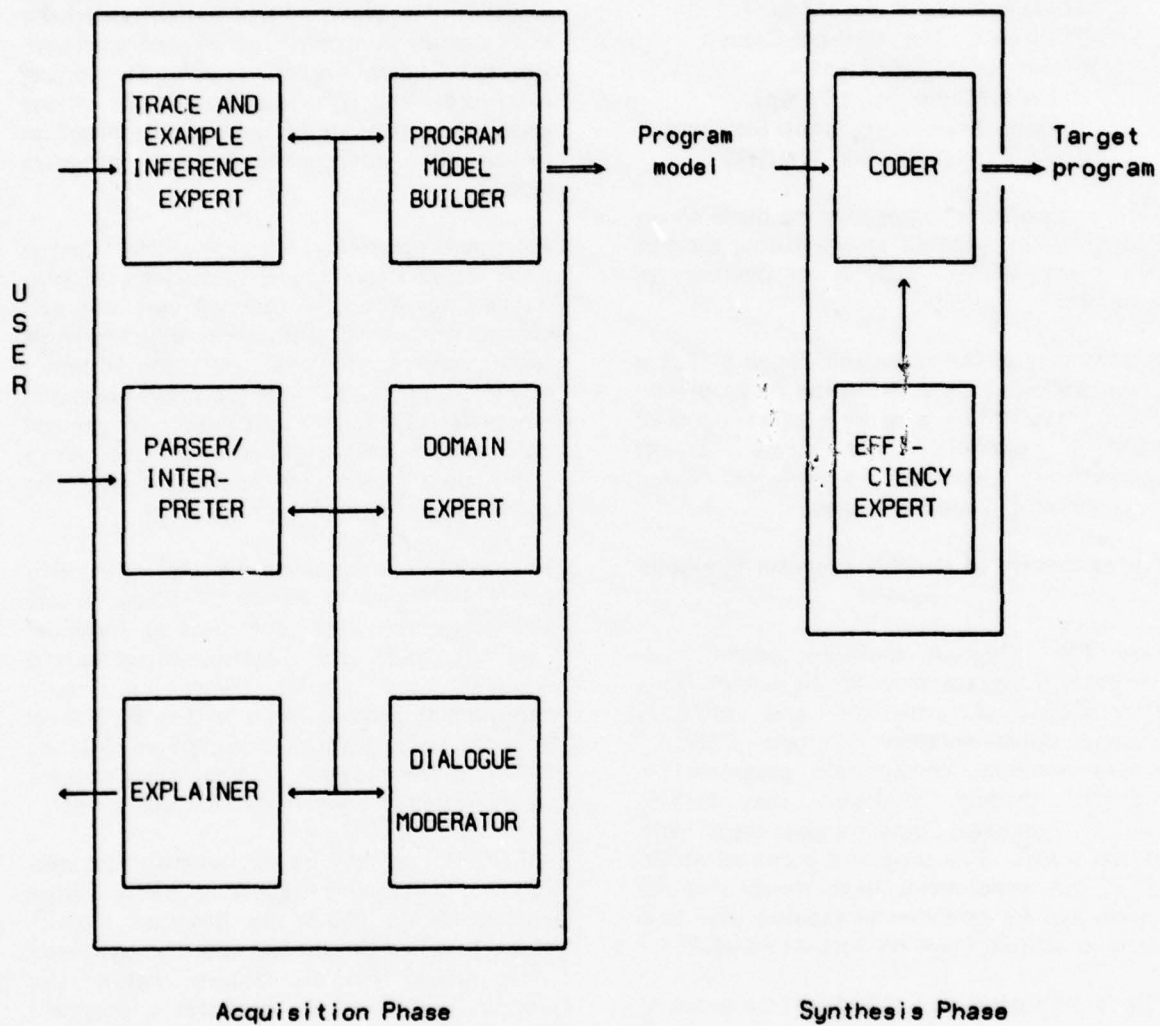 TRACE AND
EXAMPLE
INFERENCE
EXPERT
PROGRAM
MODEL
BUILDER
Program
model
CODER
Target
program
USER
PARSER/
INTER-
PRETER
DOMAIN
EXPERT
EFFI-
CIENCY
EXPERT
EXPLAINER
DIALOGUE
MODERATOR
Acquisition Phase
Synthesis Phase